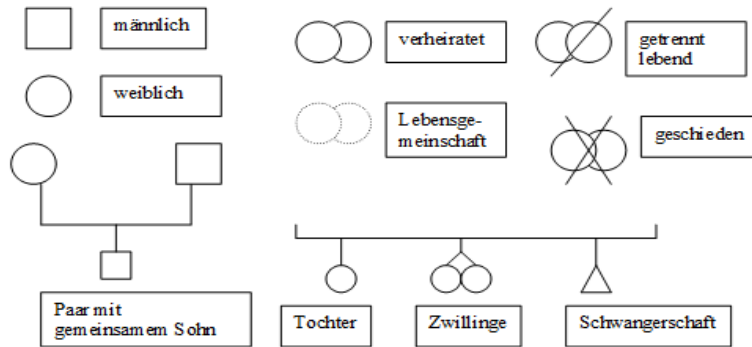 männlich
weiblich
verheiratet
Lebensge-
meinschaft
getrennt
lebend
geschieden
Paar mit
gemeinsamem Sohn
Tochter
Zwillinge
Schwangerschaft